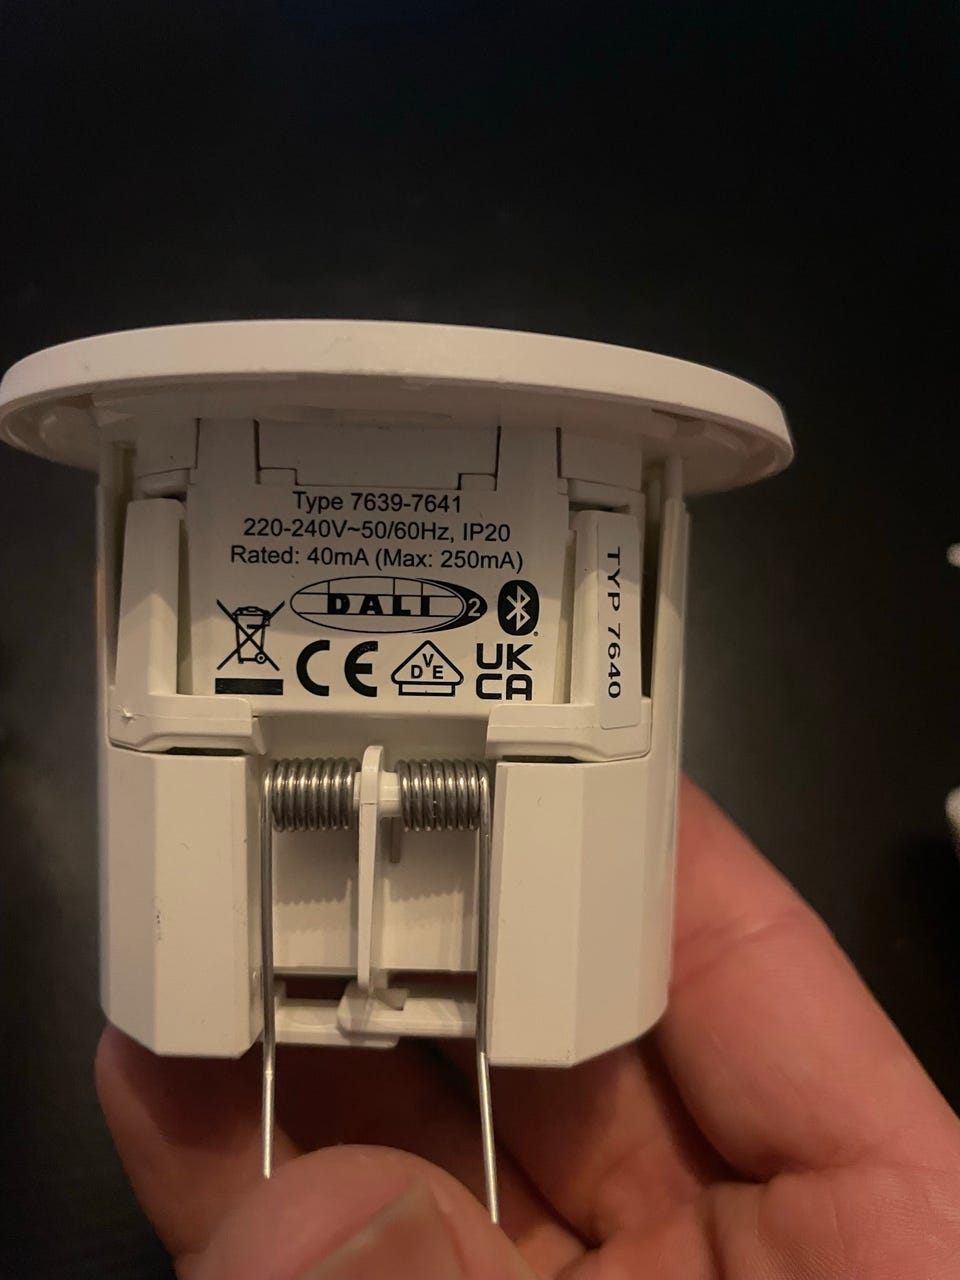 Type 7639-7641
220-240V~50/60Hz, IP20
Rated: 40mA (Max: 250mA)
DALI 2
CE
DVE
UK
CA
TYP 7640